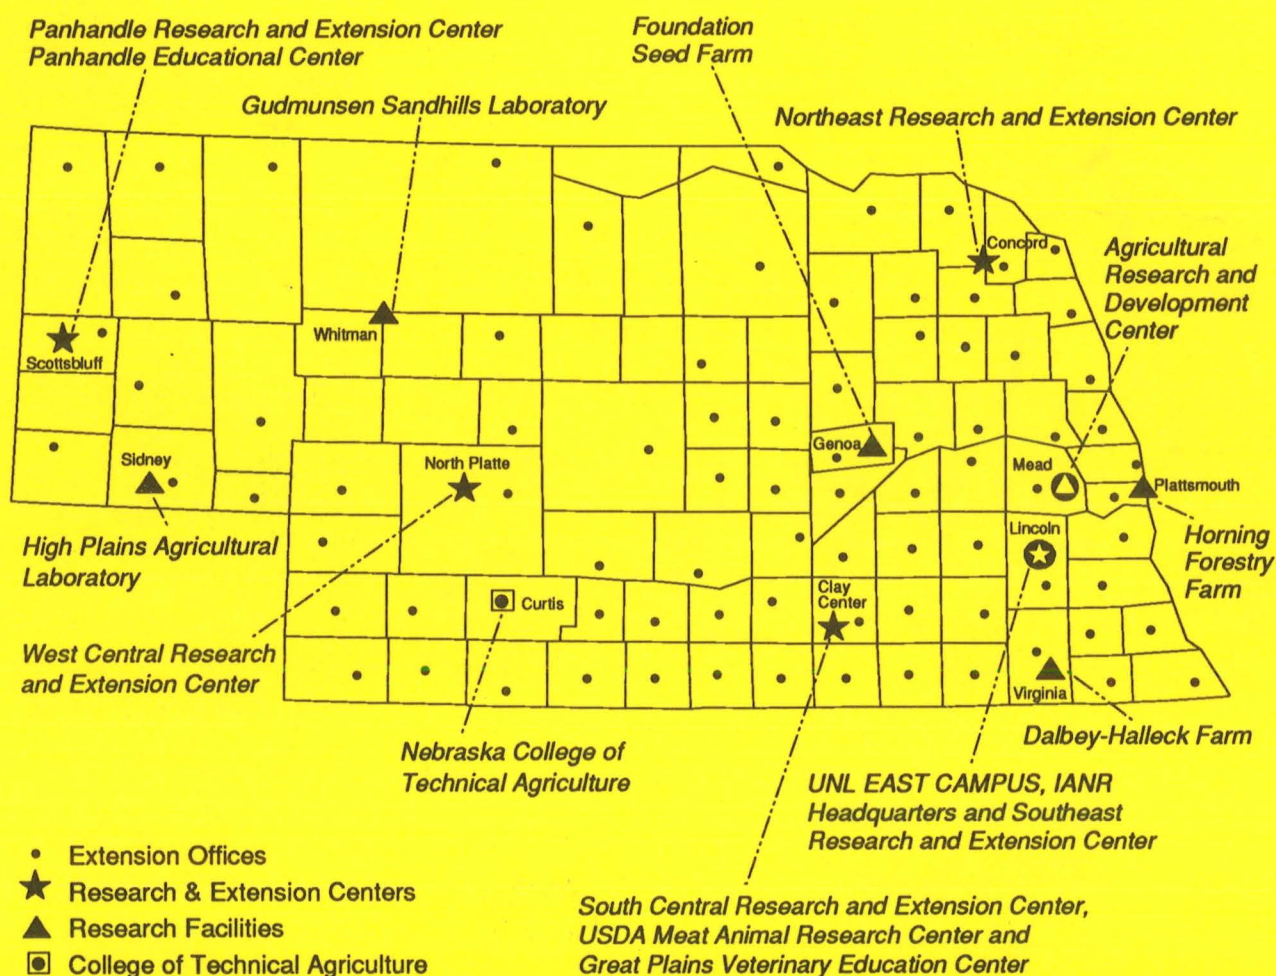 Panhandle Research and Extension Center
Panhandle Educational Center
Foundation
Seed Farm
Gudmunsen Sandhills Laboratory
Northeast Research and Extension Center
Concord
Agricultural
Research and
Development
Center
Whitman
Scottsbluff
Genoa
Sidney
North Platte
Mead
Plattsmouth
Lincoln
High Plains Agricultural
Laboratory
Horning
Forestry
Farm
Clay
Center
Curtis
West Central Research
and Extension Center
Virginia
Dalbey-Halleck Farm
Nebraska College of
Technical Agriculture
UNL EAST CAMPUS, IANR
Headquarters and Southeast
Research and Extension Center
Extension Offices
Research & Extension Centers
Research Facilities
College of Technical Agriculture
South Central Research and Extension Center,
USDA Meat Animal Research Center and
Great Plains Veterinary Education Center